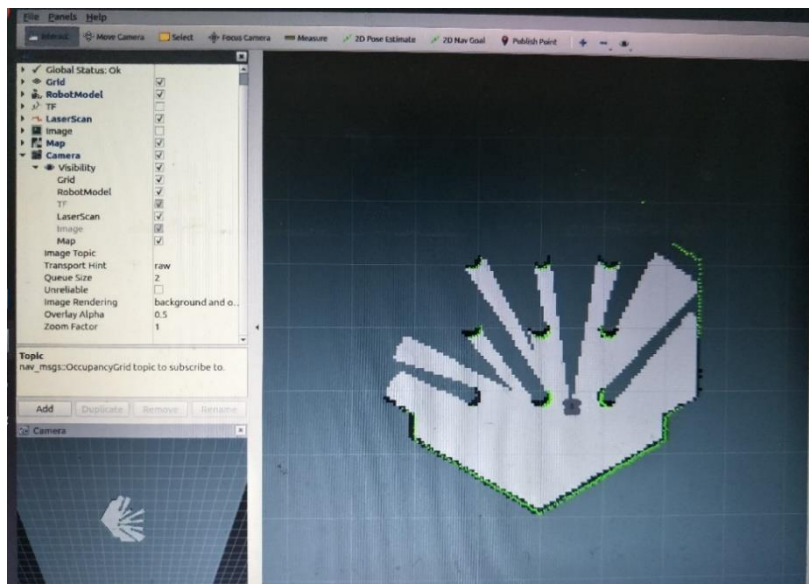 File Panels Help
Interact Move Camera Select Focus Camera Measure 2D Pose Estimate 2D Nav Goal Publish Point
Global Status: Ok
Grid
RobotModel
TF
LaserScan
Image
Map
Camera
Visibility
Grid
RobotModel
TF
LaserScan
Image
Map
Image Topic
Transport Hint raw
Queue Size 2
Unreliable
Image Rendering background and o...
Overlay Alpha 0.5
Zoom Factor 1
Topic
nav_msgs::OccupancyGrid topic to subscribe to.
Add Duplicate Remove Rename
Camera